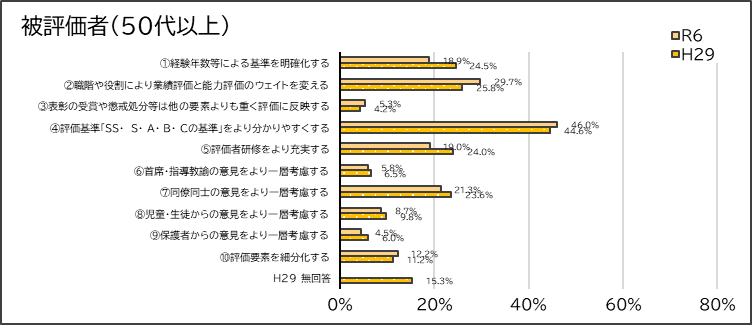 被評価者(50代以上)
R6
H29
①経験年数等による基準を明確化する 18.9% 24.5%
②職階や役割により業績評価と能力評価のウェイトを変える 29.7% 25.8%
③表彰の受賞や懲戒処分等は他の要素よりも重く評価に反映する 5.3% 4.2%
④評価基準「SS・ S・ A・ B・ Cの基準」をより分かりやすくする 46.0% 44.6%
⑤評価者研修をより充実する 19.0% 24.0%
⑥首席・指導教諭の意見をより一層考慮する 5.8% 6.5%
⑦同僚同士の意見をより一層考慮する 21.3% 23.6%
⑧児童・生徒からの意見をより一層考慮する 8.7% 9.8%
⑨保護者からの意見をより一層考慮する 4.5% 6.0%
⑩評価要素を細分化する 12.2% 11.2%
H29 無回答 15.3%
0% 20% 40% 60% 80%